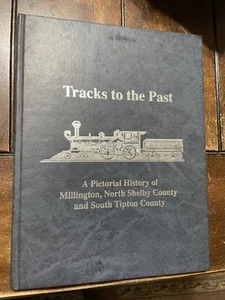 Tracks to the Past
A Pictorial History of
Millington, North Shelby County
and South Tipton County